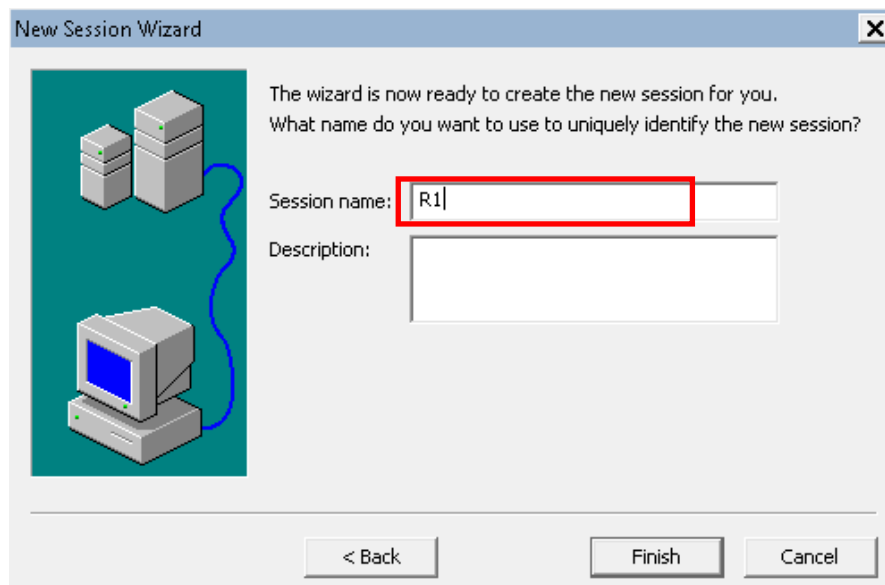 New Session Wizard
The wizard is now ready to create the new session for you.
What name do you want to use to uniquely identify the new session?
Session name: R1
Description:
< Back Finish Cancel